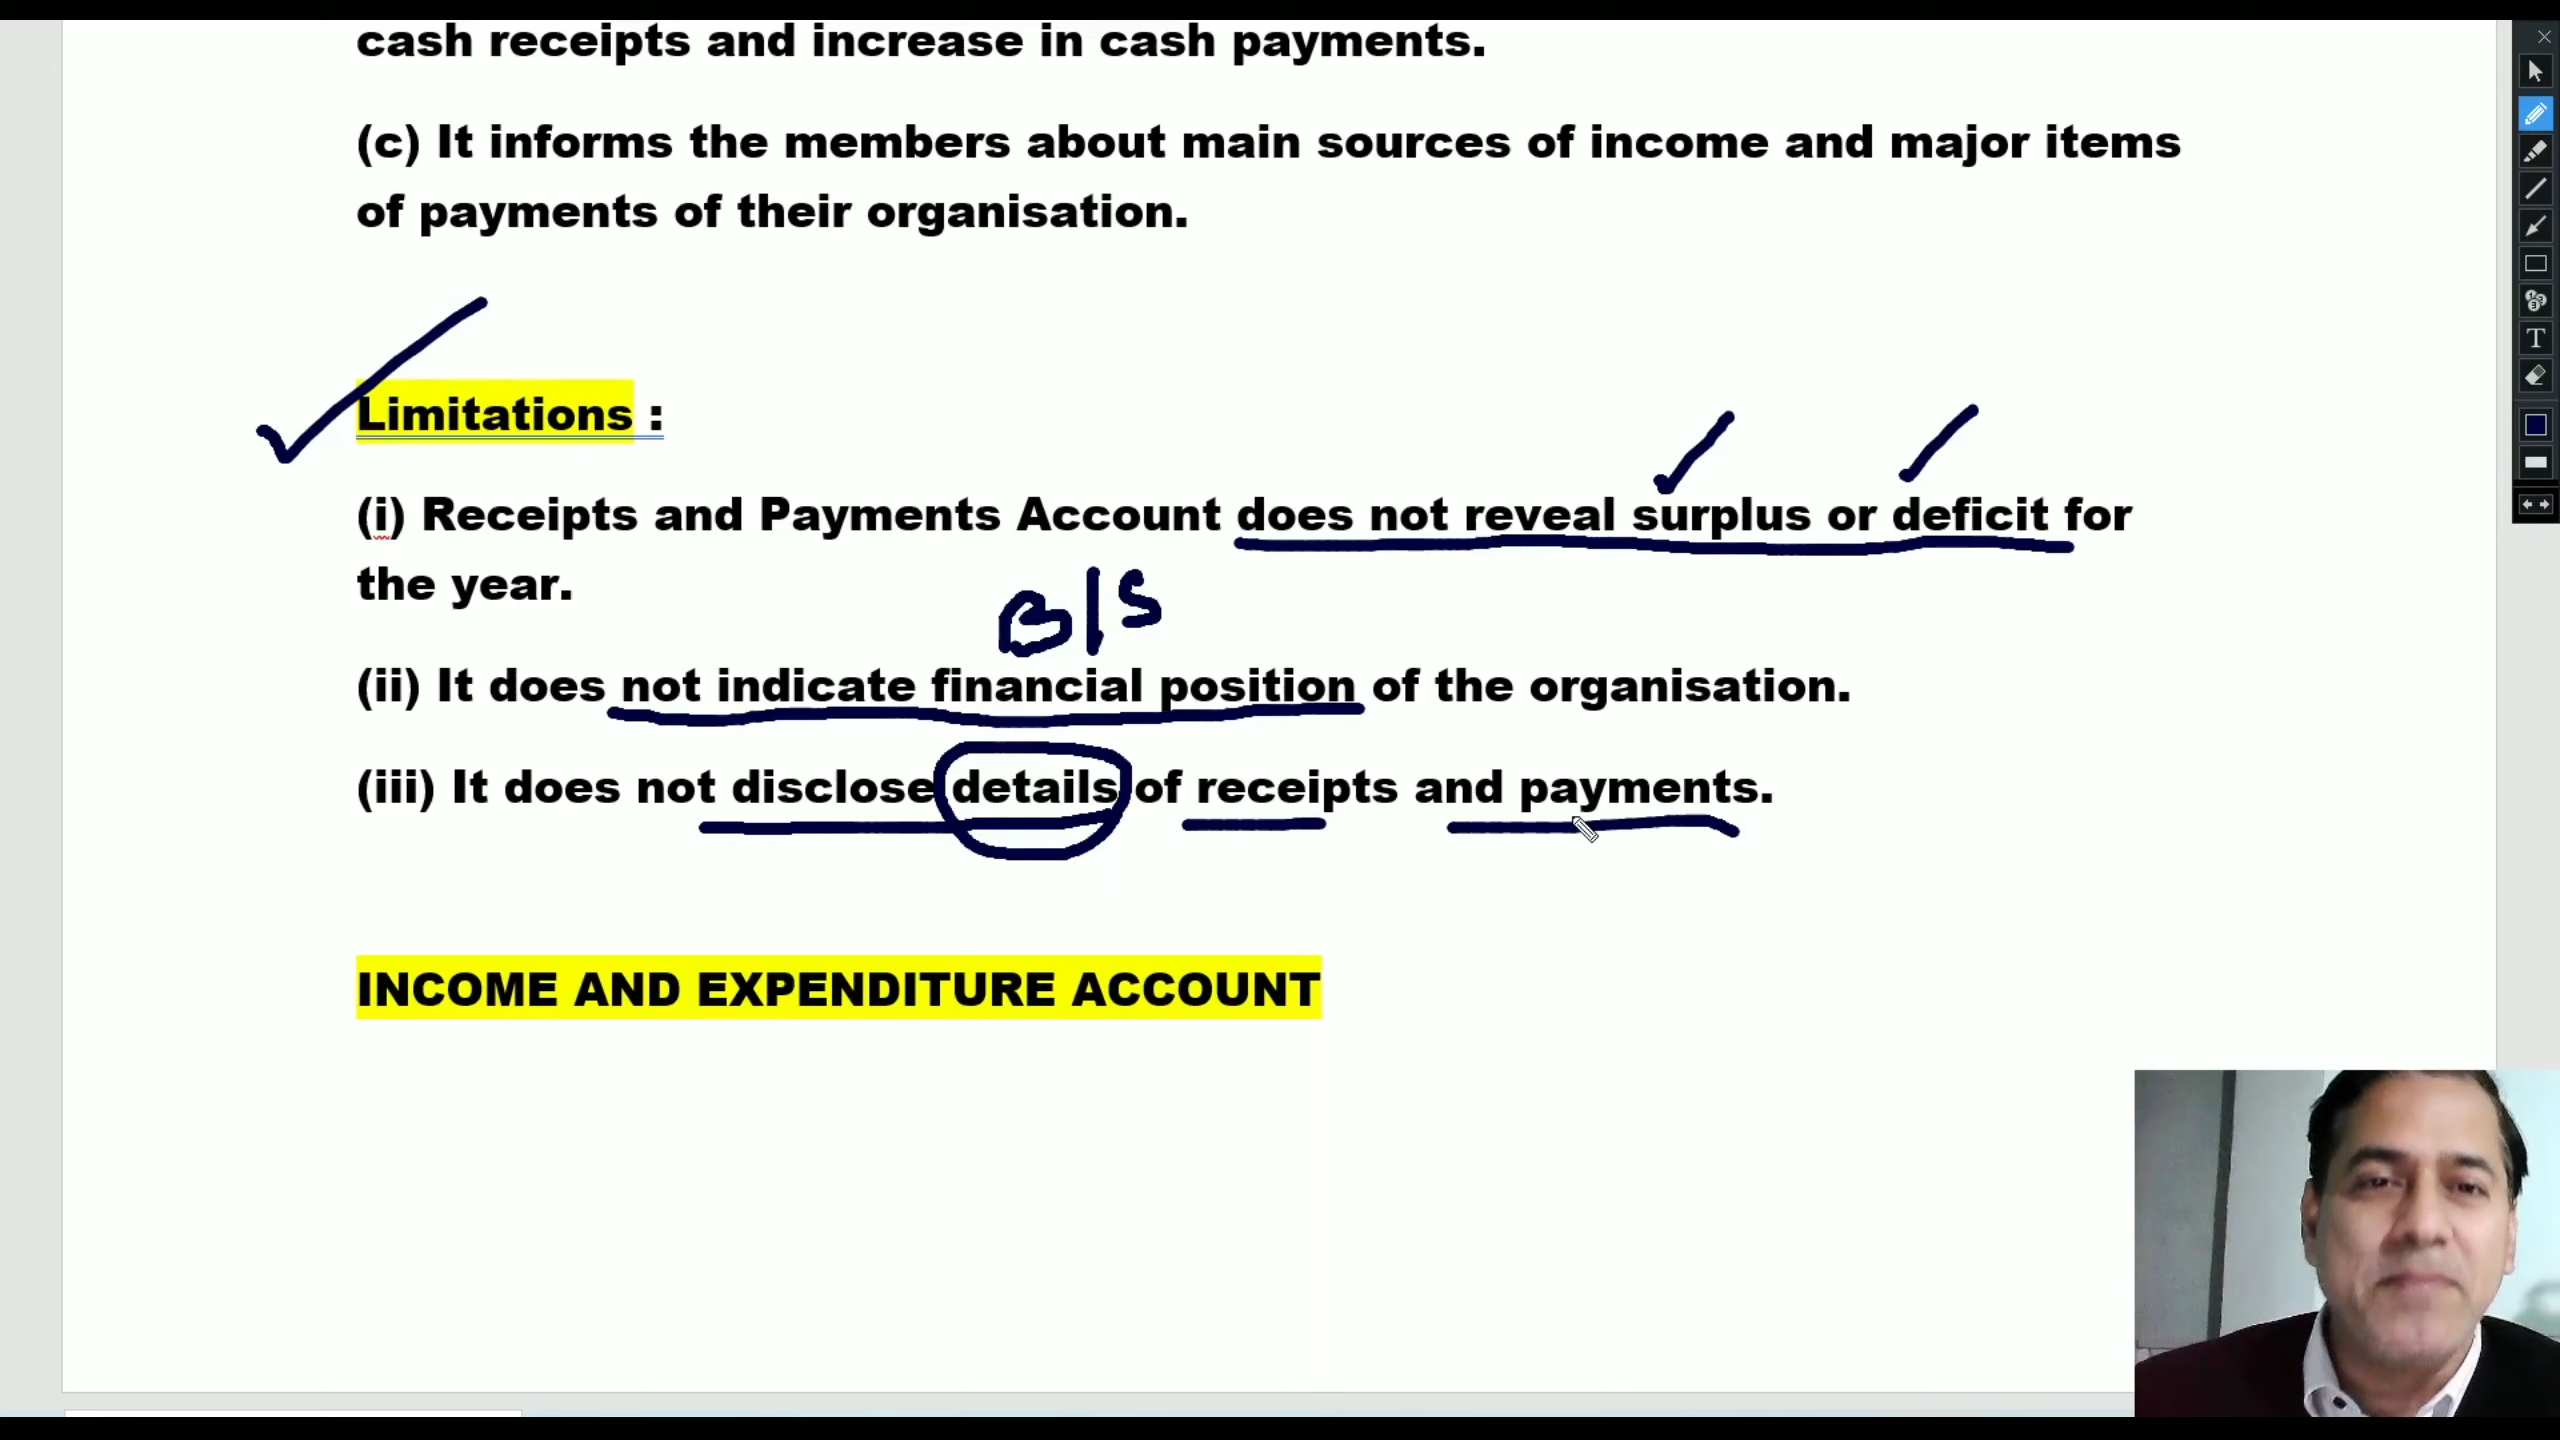 cash receipts and increase in cash payments.
(c) It informs the members about main sources of income and major items
of payments of their organisation.
Limitations :
(i) Receipts and Payments Account does not reveal surplus or deficit for
the year.
B|S
(ii) It does not indicate financial position of the organisation.
(iii) It does not disclose details of receipts and payments.
INCOME AND EXPENDITURE ACCOUNT
T